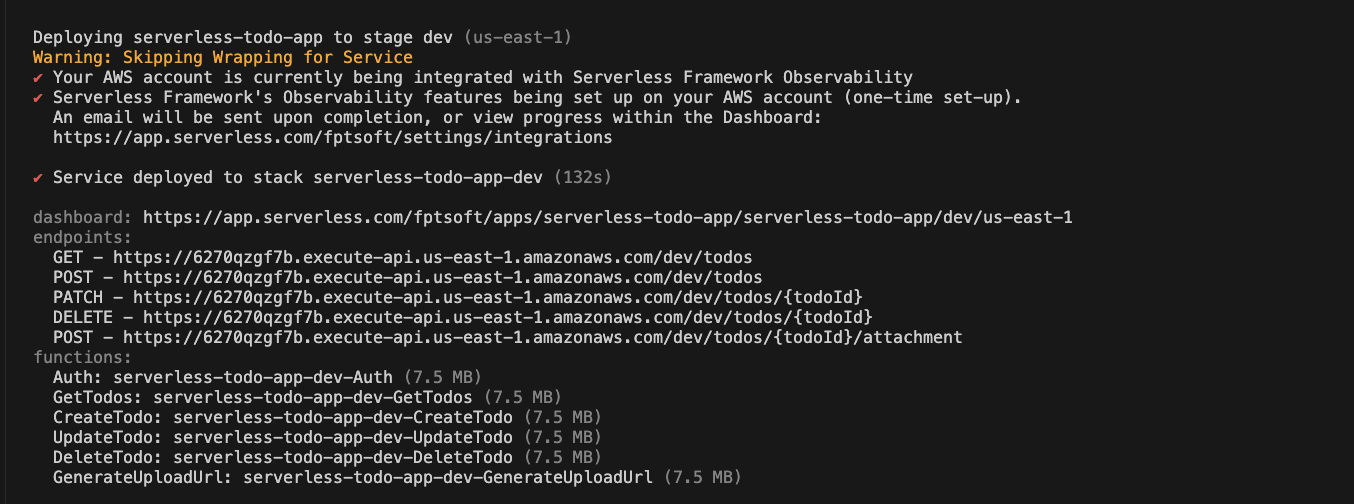 Deploying serverless-todo-app to stage dev (us-east-1)
Warning: Skipping Wrapping for Service
✔ Your AWS account is currently being integrated with Serverless Framework Observability
✔ Serverless Framework's Observability features being set up on your AWS account (one-time set-up).
An email will be sent upon completion, or view progress within the Dashboard:
https://app.serverless.com/fptsoft/settings/integrations
✔ Service deployed to stack serverless-todo-app-dev (132s)
dashboard: https://app.serverless.com/fptsoft/apps/serverless-todo-app/serverless-todo-app/dev/us-east-1
endpoints:
GET - https://6270qzgf7b.execute-api.us-east-1.amazonaws.com/dev/todos
POST - https://6270qzgf7b.execute-api.us-east-1.amazonaws.com/dev/todos
PATCH - https://6270qzgf7b.execute-api.us-east-1.amazonaws.com/dev/todos/{todoId}
DELETE - https://6270qzgf7b.execute-api.us-east-1.amazonaws.com/dev/todos/{todoId}
POST - https://6270qzgf7b.execute-api.us-east-1.amazonaws.com/dev/todos/{todoId}/attachment
functions:
Auth: serverless-todo-app-dev-Auth (7.5 MB)
GetTodos: serverless-todo-app-dev-GetTodos (7.5 MB)
CreateTodo: serverless-todo-app-dev-CreateTodo (7.5 MB)
UpdateTodo: serverless-todo-app-dev-UpdateTodo (7.5 MB)
DeleteTodo: serverless-todo-app-dev-DeleteTodo (7.5 MB)
GenerateUploadUrl: serverless-todo-app-dev-GenerateUploadUrl (7.5 MB)